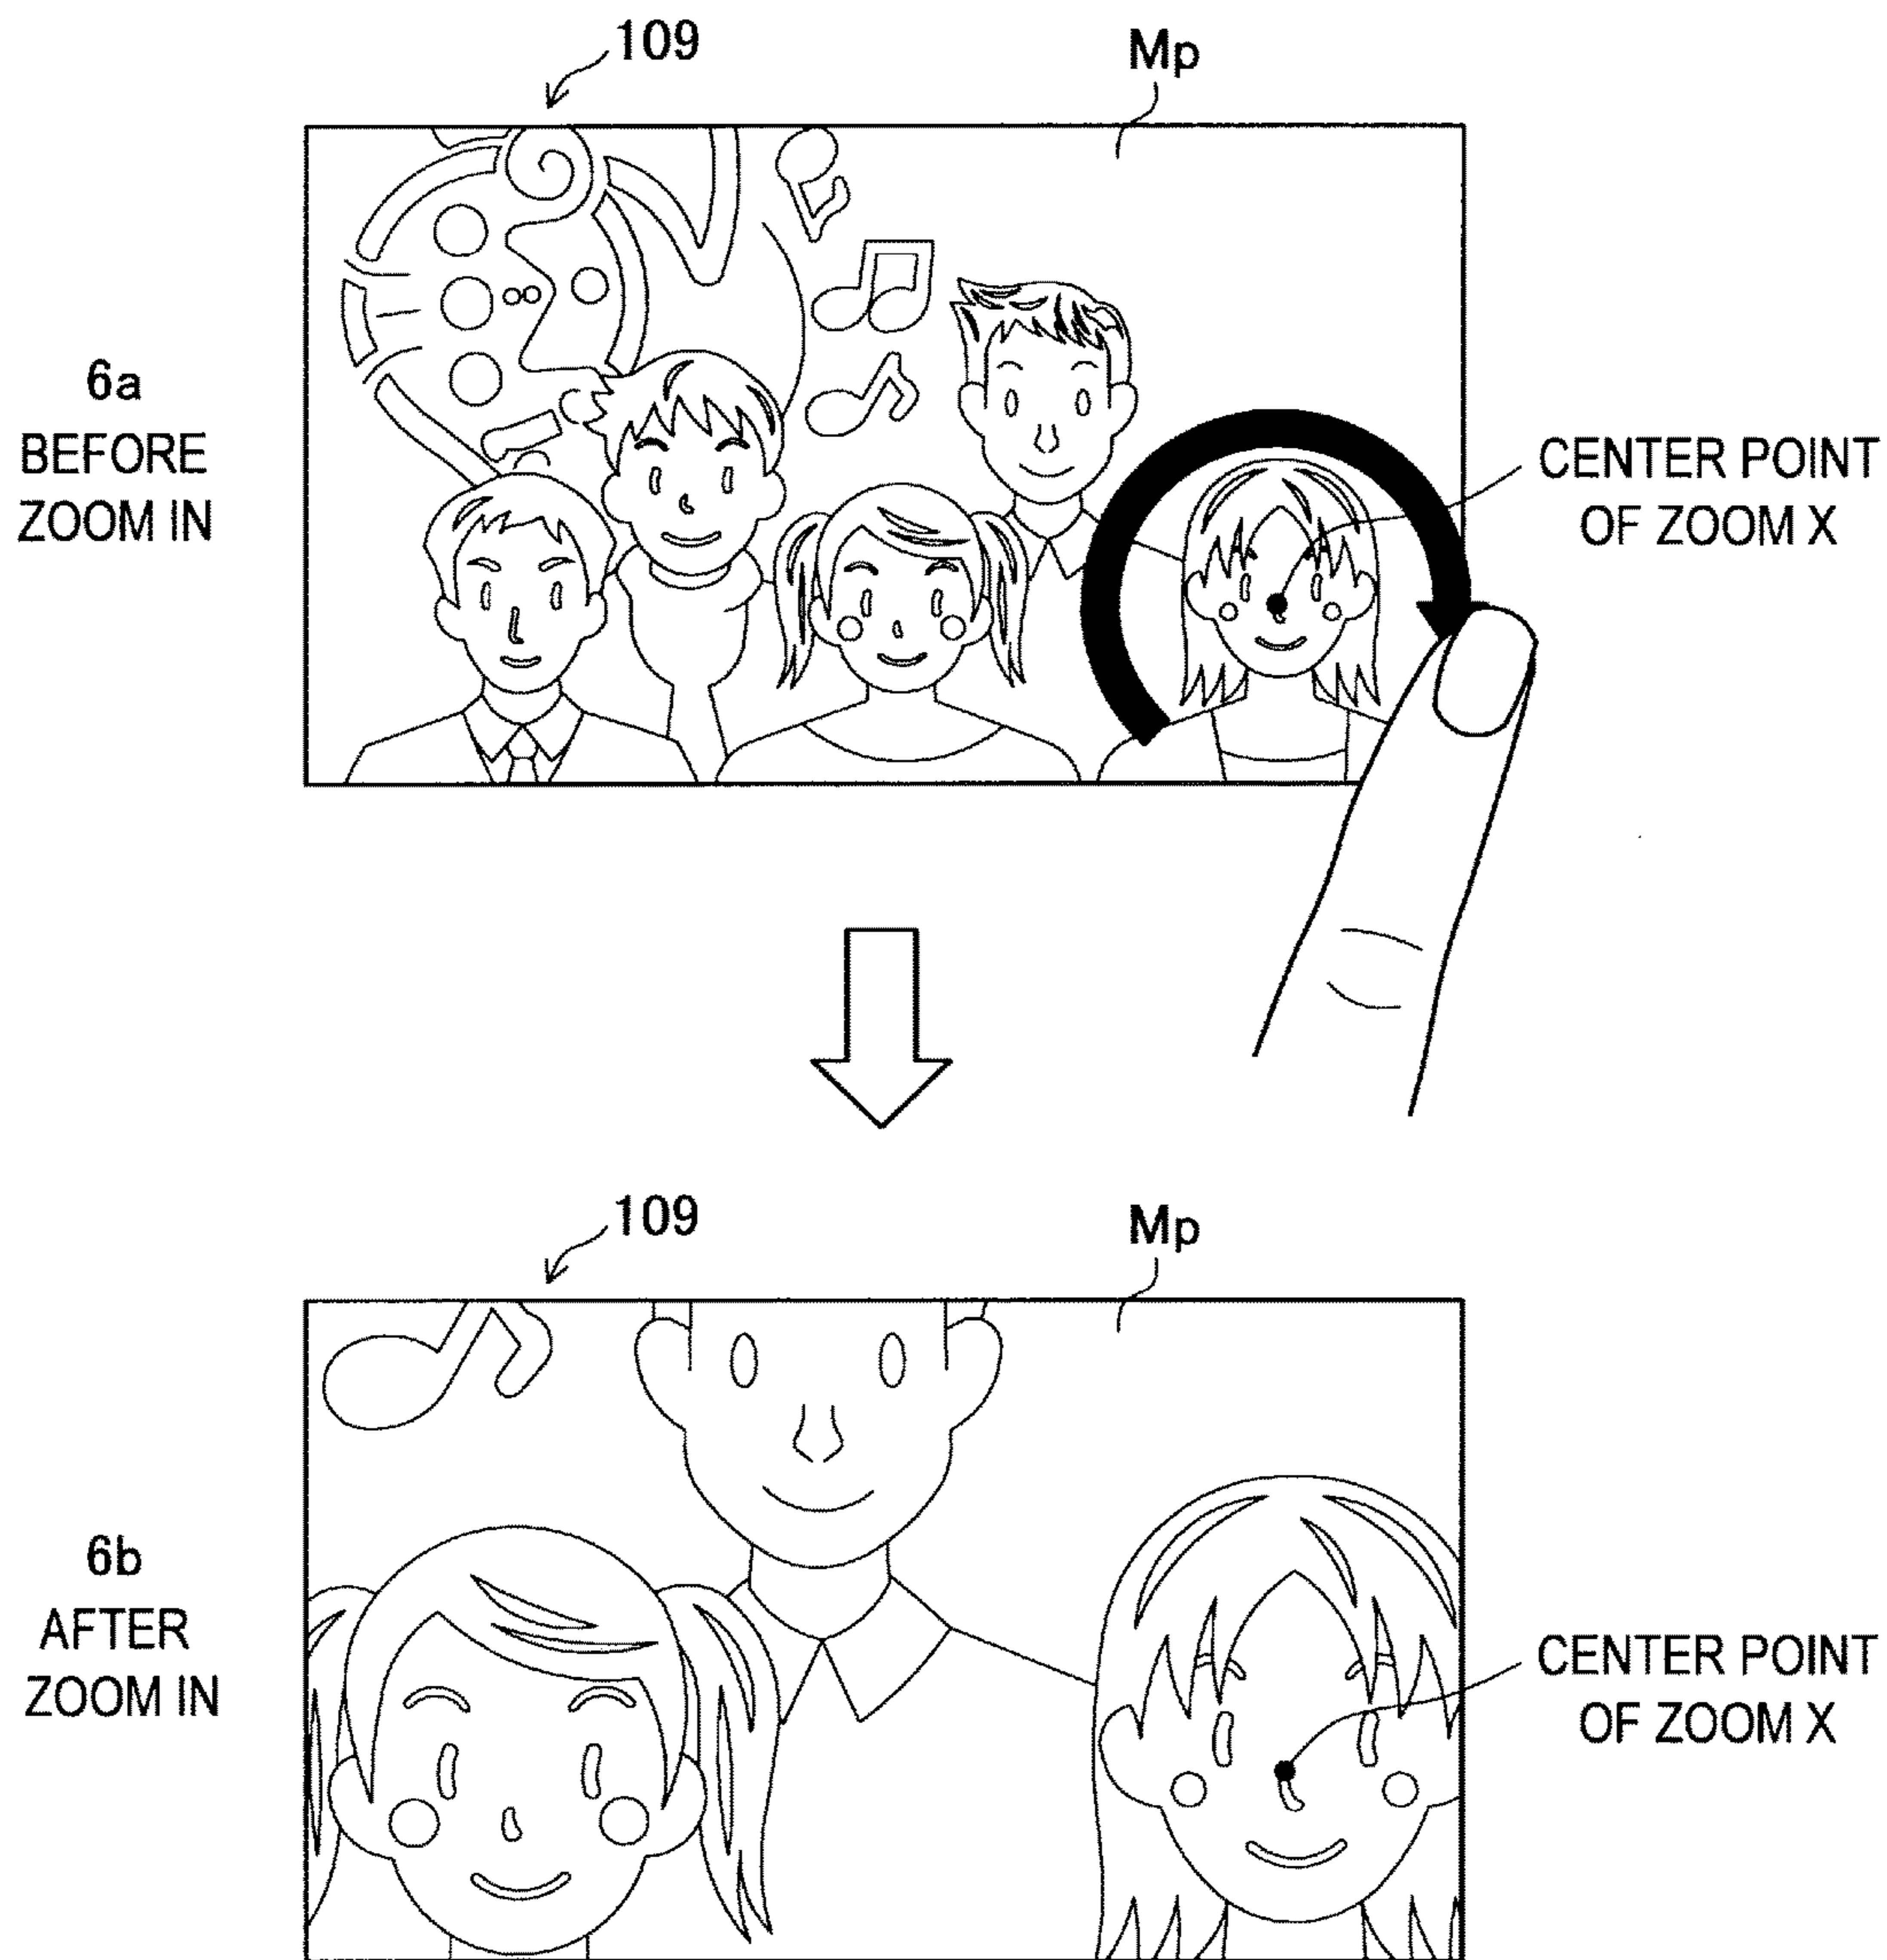 109
Mp
6a
BEFORE
ZOOM IN
CENTER POINT
OF ZOOM X
109
Mp
6b
AFTER
ZOOM IN
CENTER POINT
OF ZOOM X